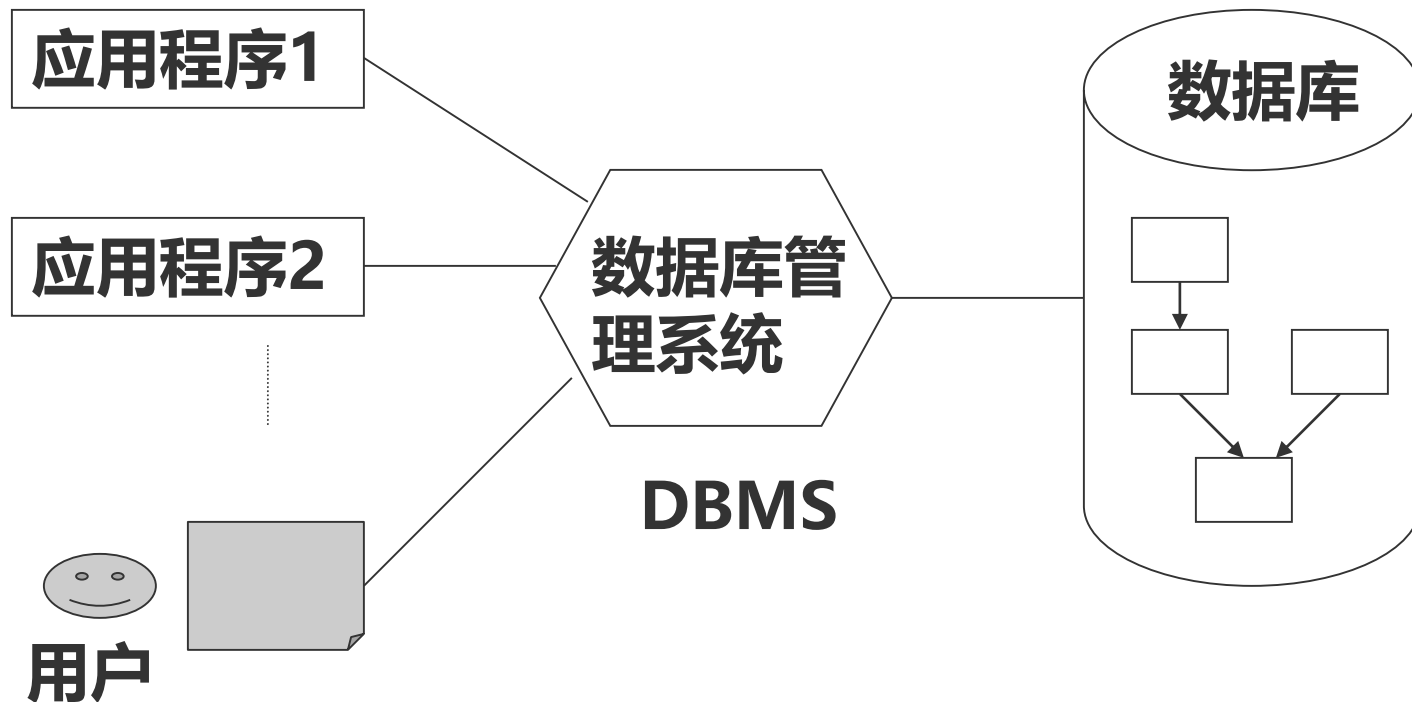 应用程序1
数据库
应用程序2
数据库管
理系统
DBMS
用户